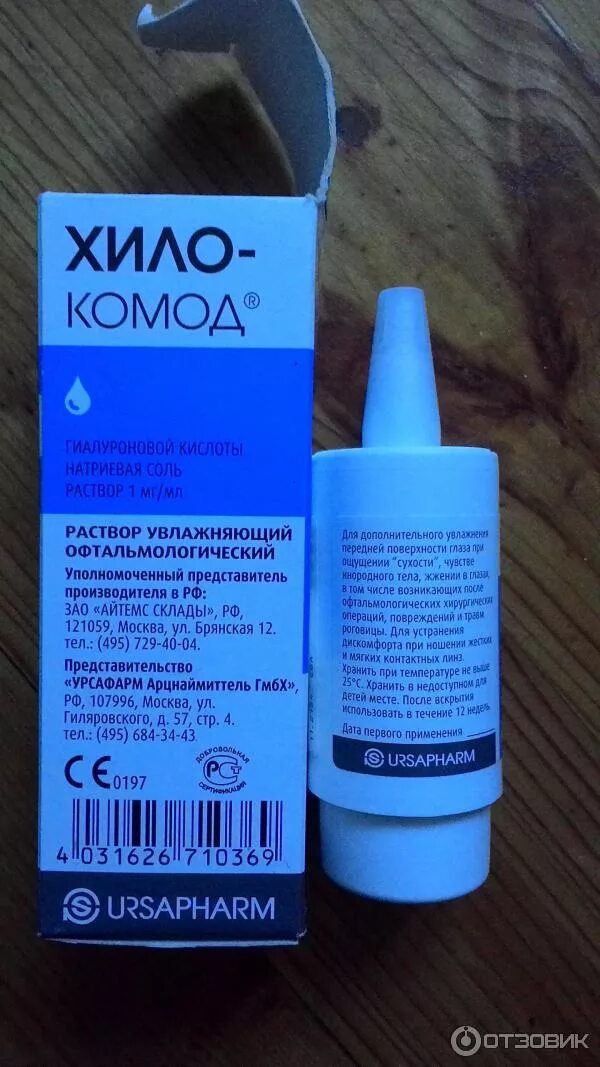 ХИЛО-
КОМОД®
ГИАЛУРОНОВОЙ КИСЛОТЫ
НАТРИЕВАЯ СОЛЬ
РАСТВОР 1 мг/мл
РАСТВОР УВЛАЖНЯЮЩИЙ
ОФТАЛЬМОЛОГИЧЕСКИЙ
Уполномоченный представитель
производителя в РФ:
ЗАО «АЙТЕМС СКЛАДЫ», РФ,
121059, Москва, ул. Брянская 12.
тел.: (495) 729-40-04.
Представительство
«УРСАФАРМ Арцнаймиттель ГмбХ»,
РФ, 107996, Москва, ул.
Гиляровского, д. 57, стр. 4.
тел.: (495) 684-34-43
CE 0197
ДОБРОВОЛЬНАЯ
РСТ
СЕРТИФИКАЦИЯ
4 031626 710369
URSAPHARM
Для дополнительного увлажнения
передней поверхности глаза при
ощущении "сухости", чувстве
инородного тела, жжении в глазах,
в том числе возникающих после
офтальмологических хирургических
операций, повреждений и травм
роговицы. Для устранения
дискомфорта при ношении жестких
и мягких контактных линз.
Хранить при температуре не выше
25°C. Хранить в недоступном для
детей месте. После вскрытия
использовать в течение 12 недель.
Дата первого применения
URSAPHARM
ОТЗОВИК